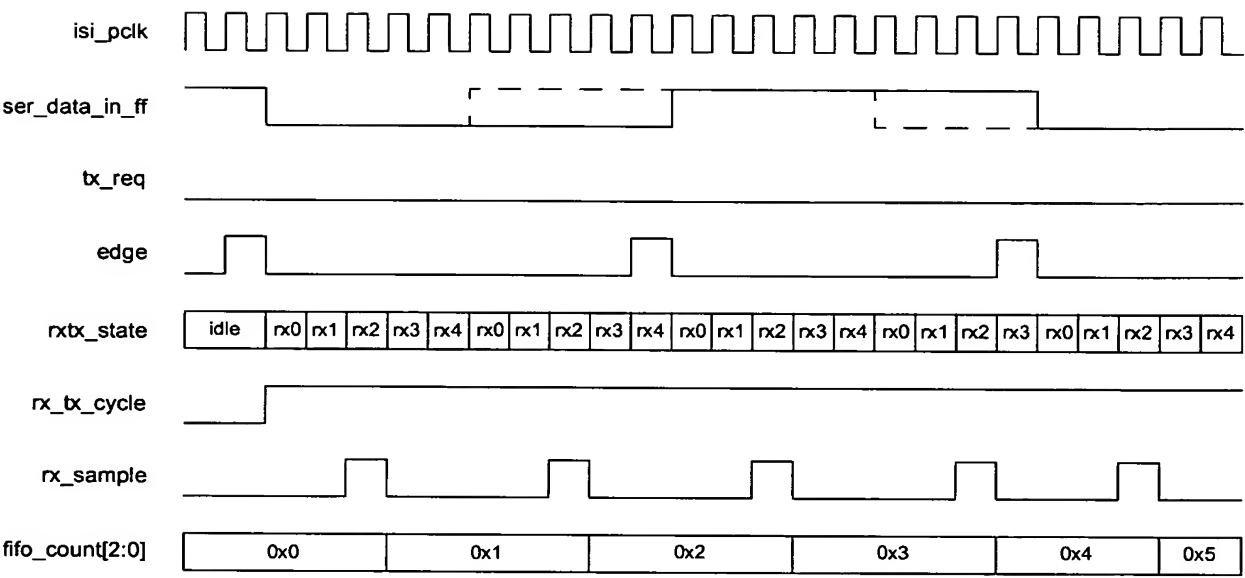 isi_pclk
ser_data_in_ff
tx_req
edge
rxtx_state idle rx0 rx1 rx2 rx3 rx4 rx0 rx1 rx2 rx3 rx4 rx0 rx1 rx2 rx3 rx4 rx0 rx1 rx2 rx3 rx0 rx1 rx2 rx3 rx4
rx_tx_cycle
rx_sample
fifo_count[2:0] 0x0 0x1 0x2 0x3 0x4 0x5